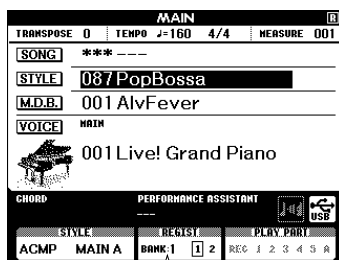 MAIN R
TRANSPOSE 0 TEMPO ♩=160 4/4 MEASURE 001
SONG ***---
STYLE 087 PopBossa
M.D.B. 001 AlvFever
VOICE MAIN
001 Live! Grand Piano
CHORD PERFORMANCE ASSISTANT
---
USB
STYLE REGIST PLAY PART
ACMP MAIN A BANK:1 1 2 REC 1 2 3 4 5 A